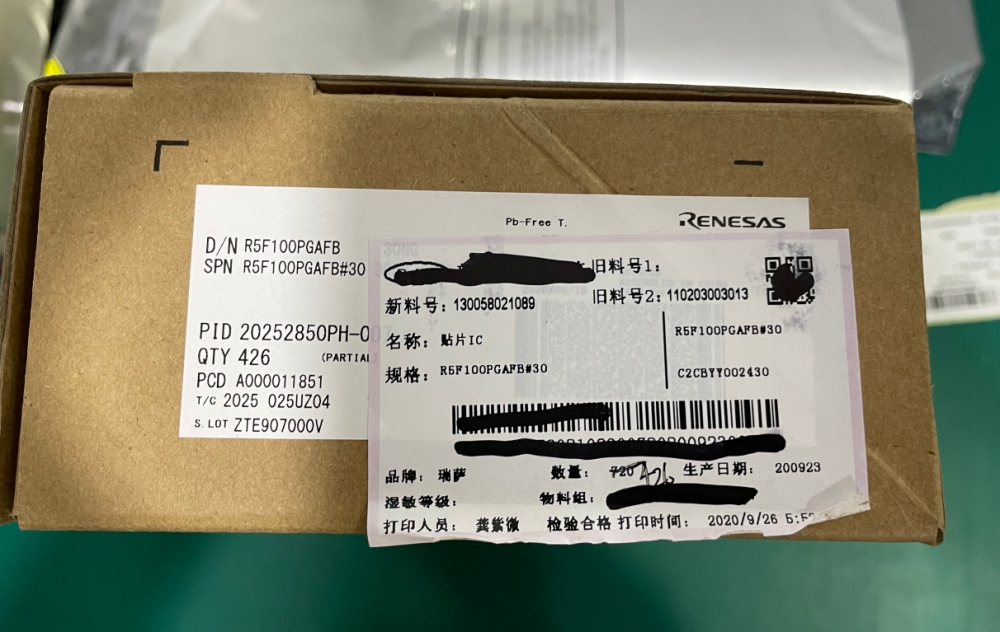 Pb-Free T.
RENESAS
D/N R5F100PGAFB
SPN R5F100PGAFB#30
PID 20252850PH-0
QTY 426 (PARTIAL
PCD A000011851
T/C 2025 025UZ04
S.LOT ZTE907000V
旧料号1:
新料号: 130058021089
旧料号2: 110203003013
名称: 贴片IC
R5F100PGAFB#30
规格: R5F100PGAFB#30
C2CBYY002430
品牌: 瑞萨
数量: 720 426
生产日期: 200923
湿敏等级:
物料组:
打印人员: 龚紫微
检验合格 打印时间: 2020/9/26